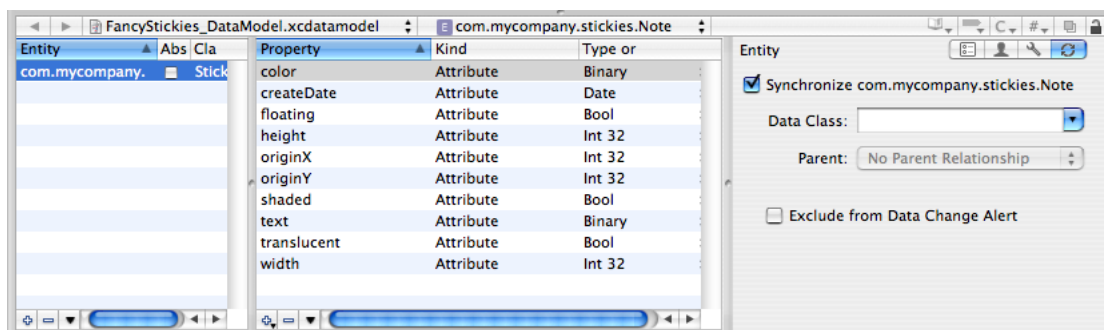 FancyStickies_DataModel.xcdatamodel
E com.mycompany.stickies.Note
C #
Entity Abs Cla
com.mycompany. Stick
Property Kind Type or
color Attribute Binary
createDate Attribute Date
floating Attribute Bool
height Attribute Int 32
originX Attribute Int 32
originY Attribute Int 32
shaded Attribute Bool
text Attribute Binary
translucent Attribute Bool
width Attribute Int 32
Entity
Synchronize com.mycompany.stickies.Note
Data Class:
Parent: No Parent Relationship
Exclude from Data Change Alert